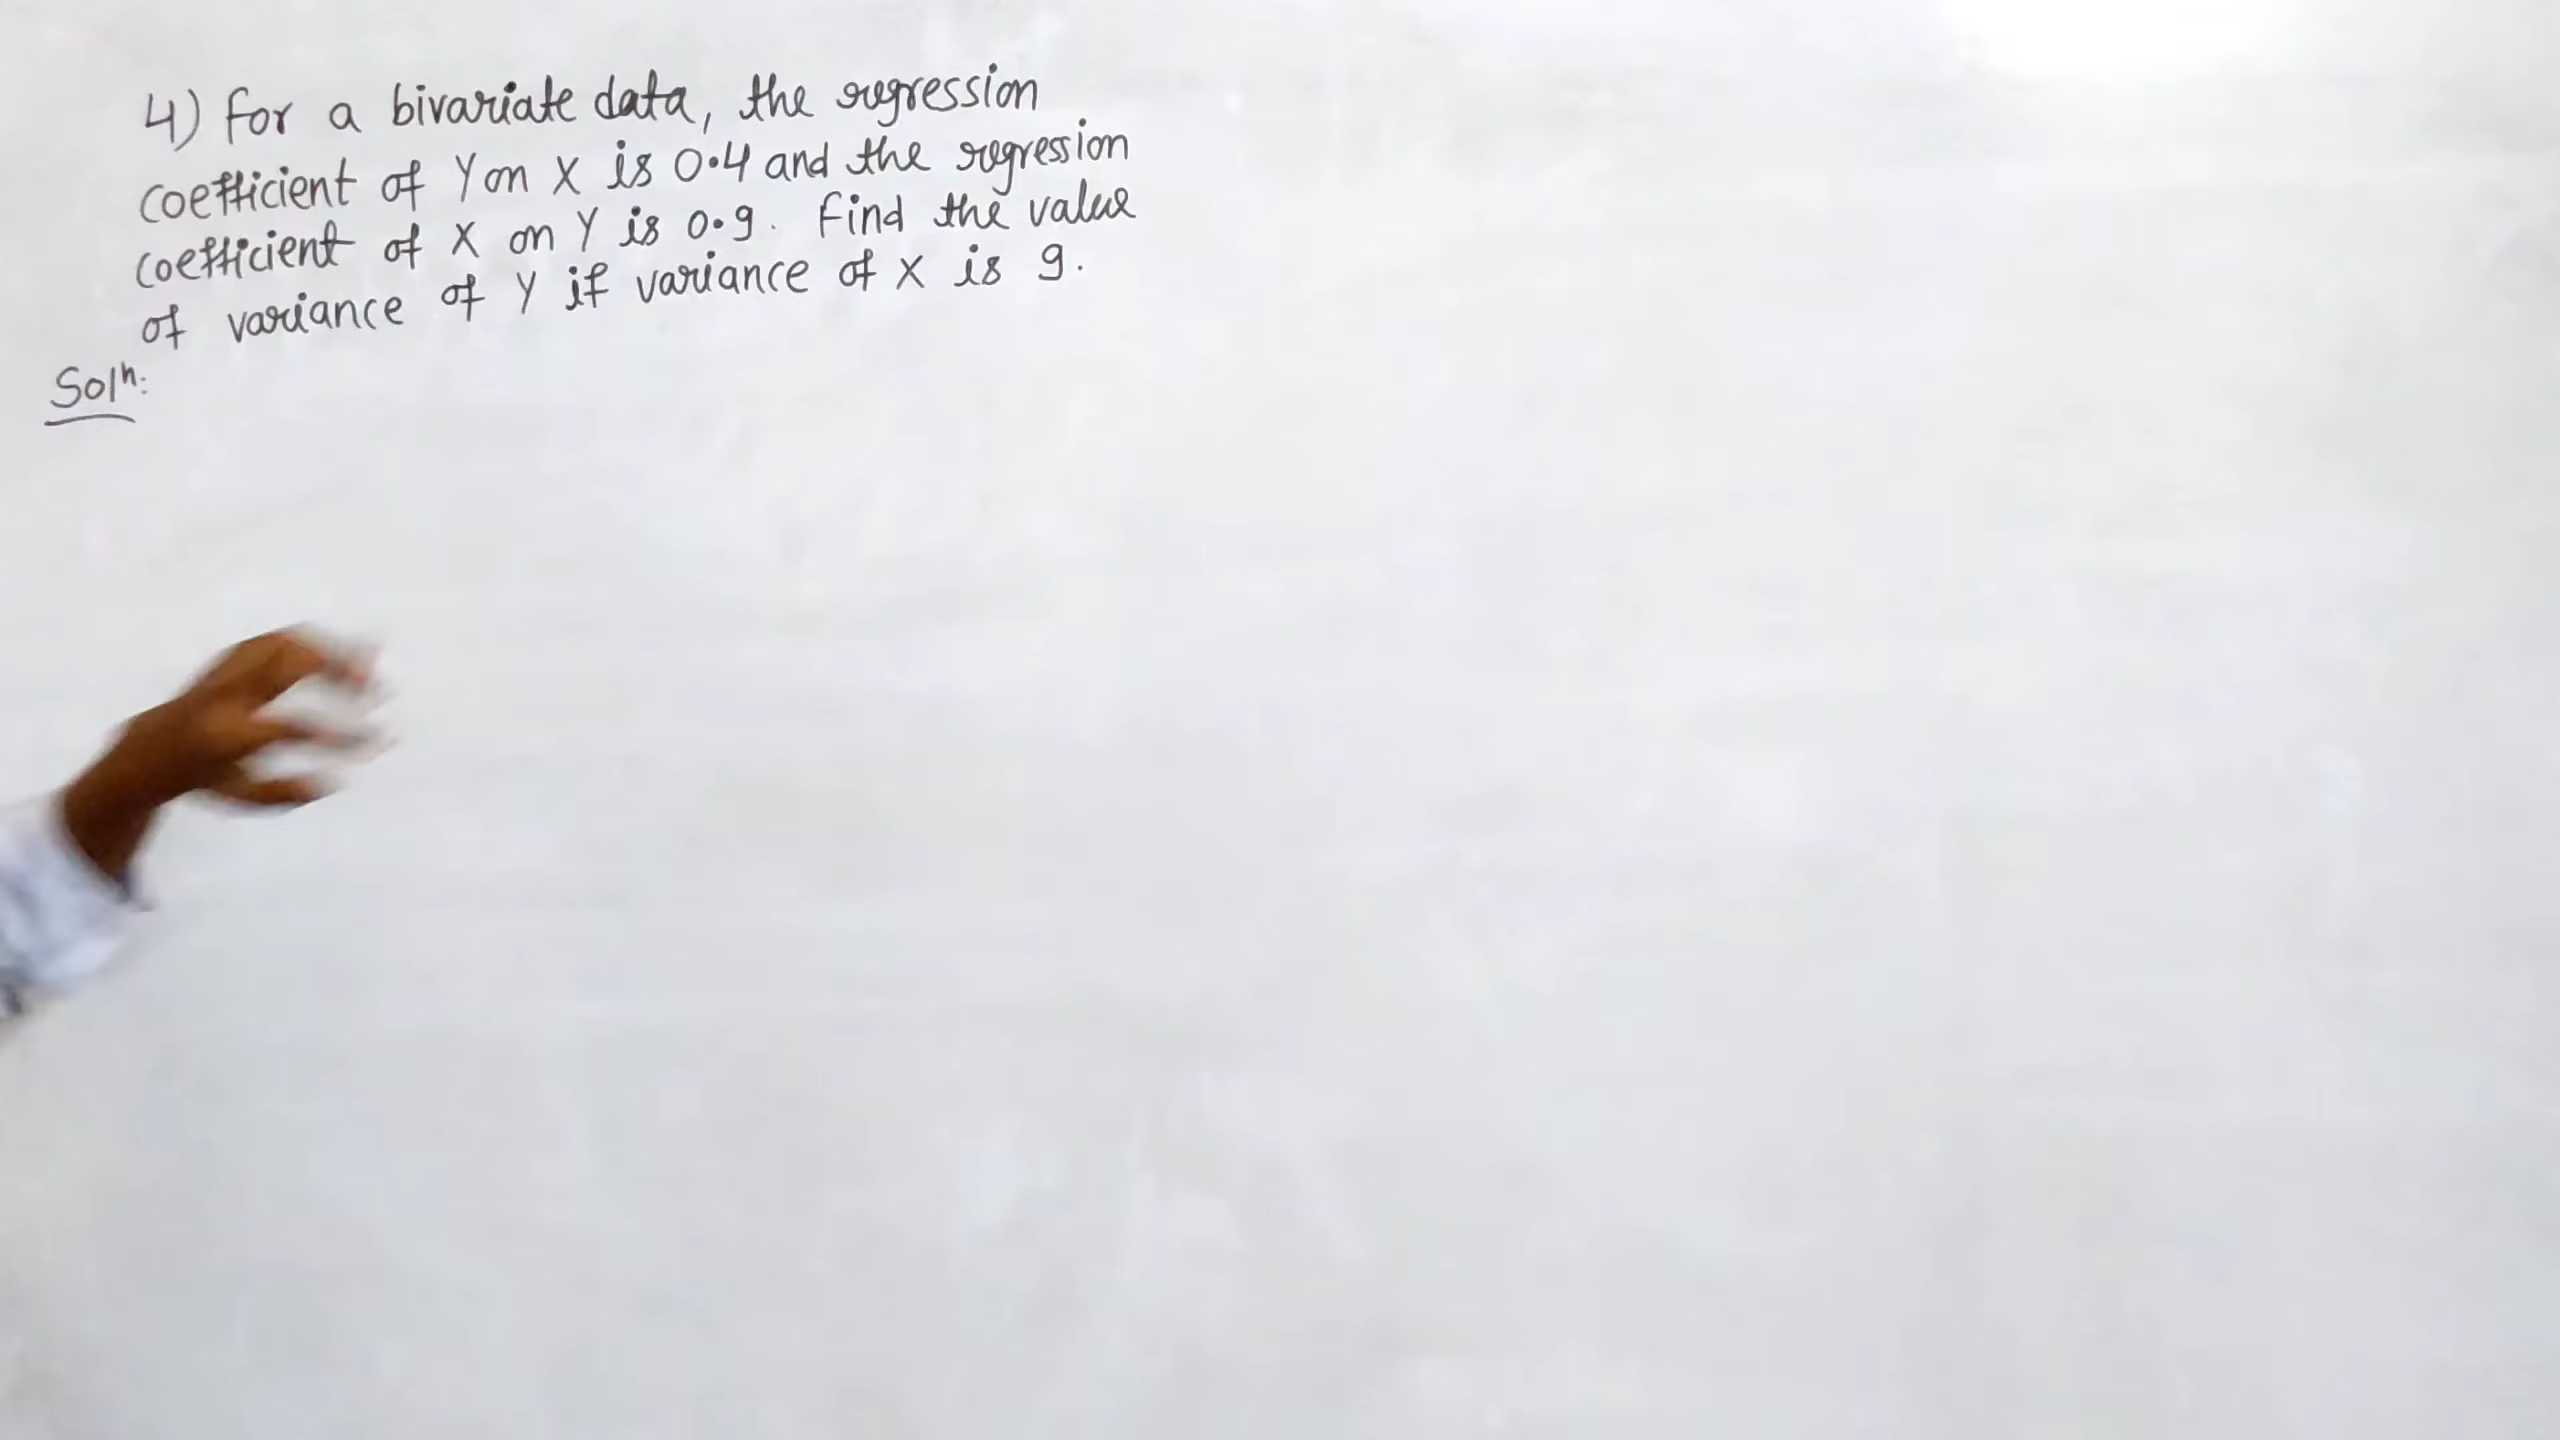 4) For a bivariate data, the regression
coefficient of Y on X is 0.4 and the regression
coefficient of X on Y is 0.9. Find the value
of variance of Y if variance of X is 9.
Solⁿ: